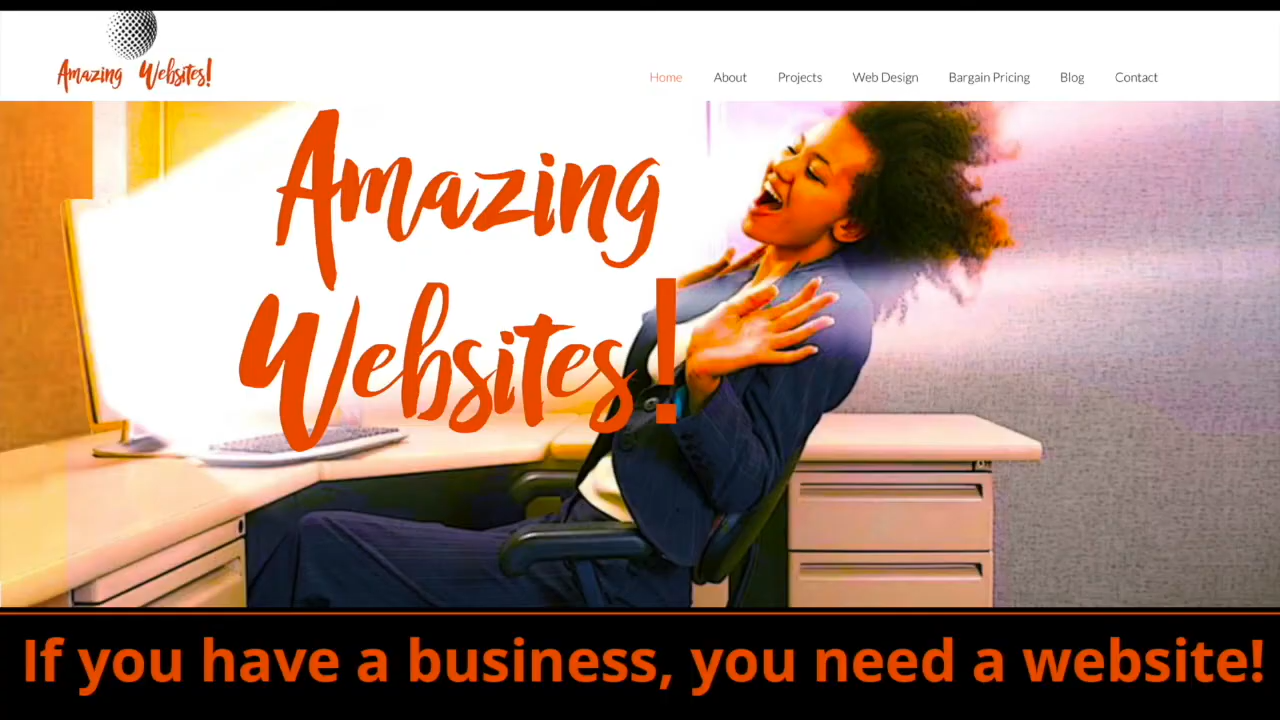 Amazing Websites!
Home About Projects Web Design Bargain Pricing Blog Contact
Amazing
Websites!
If you have a business, you need a website!